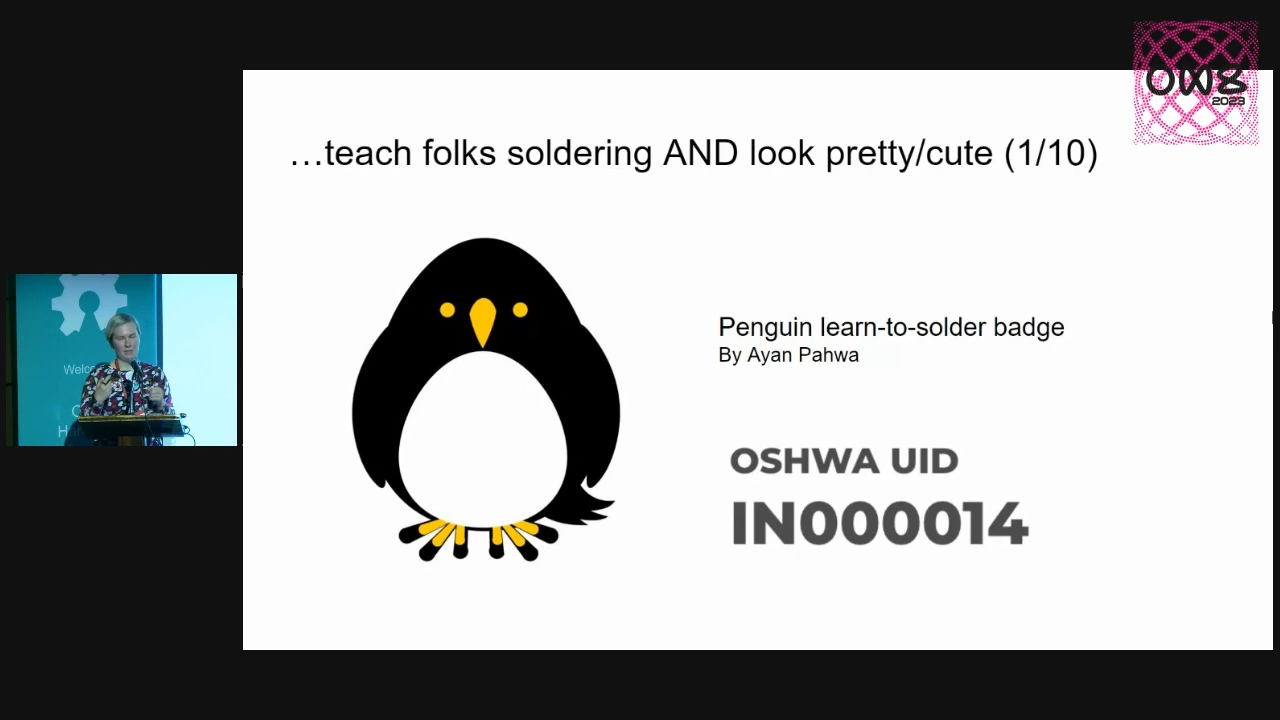 OW8
2023
…teach folks soldering AND look pretty/cute (1/10)
Penguin learn-to-solder badge
By Ayan Pahwa
OSHWA UID
IN000014